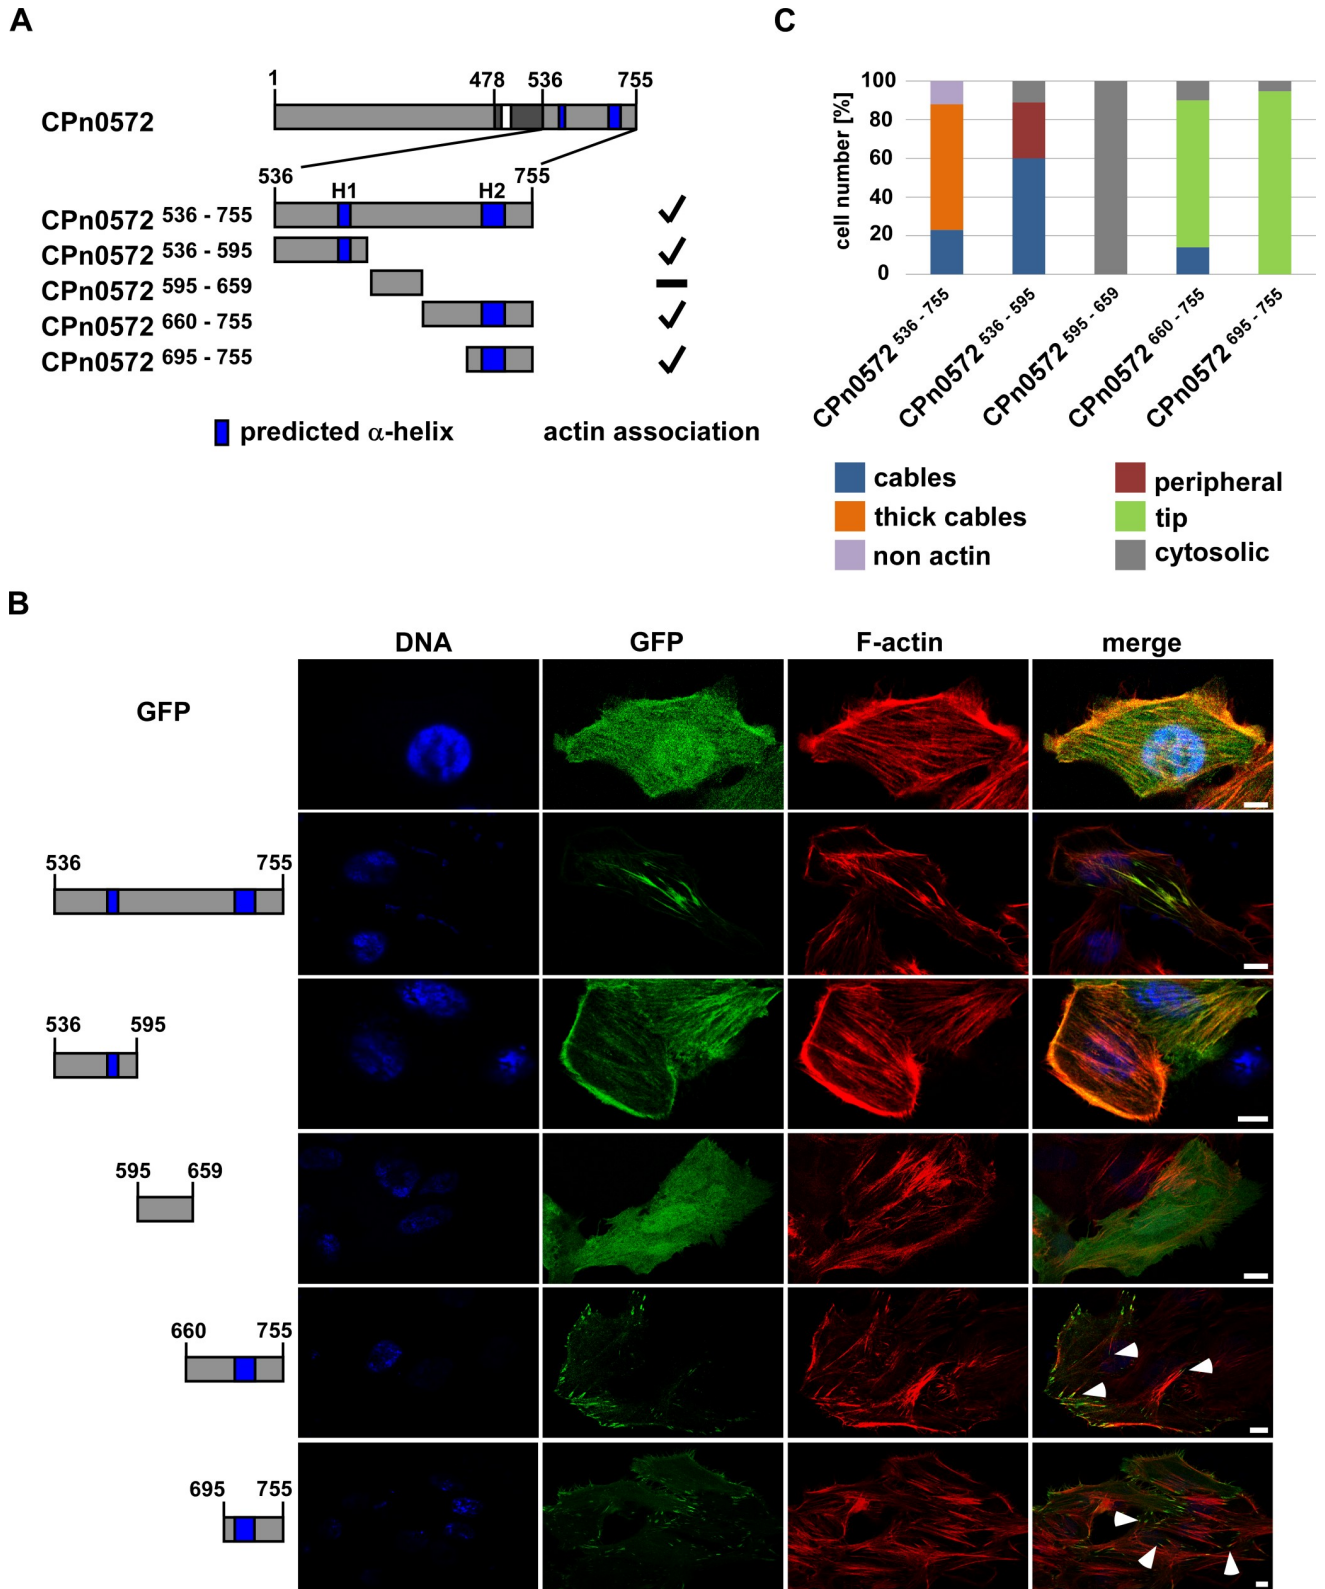 A
1 478 536 755
CPn0572
536 755
H1 H2
CPn0572 536 - 755
CPn0572 536 - 595
CPn0572 595 - 659
CPn0572 660 - 755
CPn0572 695 - 755
predicted α-helix actin association
C
cell number [%]
100
80
60
40
20
0
CPn0572 536 - 755
CPn0572 536 - 595
CPn0572 595 - 659
CPn0572 660 - 755
CPn0572 695 - 755
cables peripheral
thick cables tip
non actin cytosolic
B
DNA GFP F-actin merge
GFP
536 755
536 595
595 659
660 755
695 755